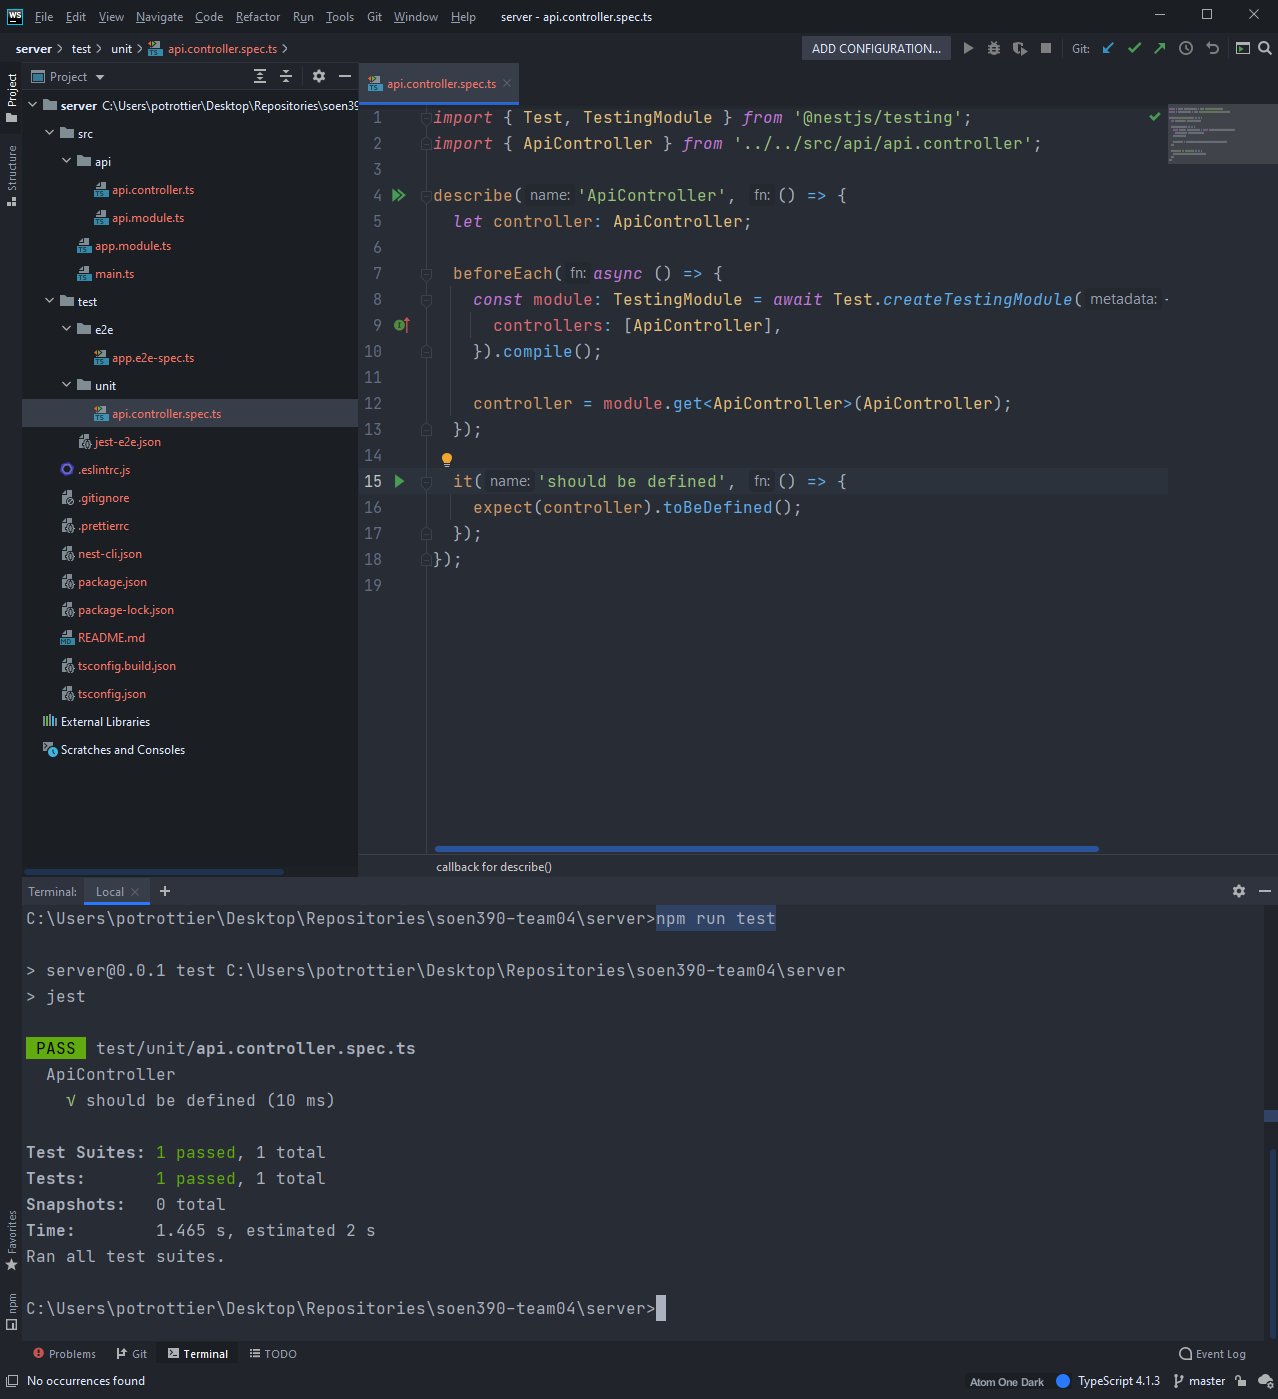 WS File Edit View Navigate Code Refactor Run Tools Git Window Help server - api.controller.spec.ts
server test unit api.controller.spec.ts ADD CONFIGURATION... Git:
Project
Structure
Favorites
npm
Project
server C:\Users\potrottier\Desktop\Repositories\soen39
src
api
api.controller.ts
api.module.ts
app.module.ts
main.ts
test
e2e
app.e2e-spec.ts
unit
api.controller.spec.ts
jest-e2e.json
.eslintrc.js
.gitignore
.prettierrc
nest-cli.json
package.json
package-lock.json
README.md
tsconfig.build.json
tsconfig.json
External Libraries
Scratches and Consoles
api.controller.spec.ts
1 import { Test, TestingModule } from '@nestjs/testing';
2 import { ApiController } from '../../src/api/api.controller';
3
4 describe( name: 'ApiController', fn: () => {
5 let controller: ApiController;
6
7 beforeEach( fn: async () => {
8 const module: TestingModule = await Test.createTestingModule( metadata:
9 controllers: [ApiController],
10 }).compile();
11
12 controller = module.get<ApiController>(ApiController);
13 });
14
15 it( name: 'should be defined', fn: () => {
16 expect(controller).toBeDefined();
17 });
18 });
19
callback for describe()
Terminal: Local
C:\Users\potrottier\Desktop\Repositories\soen390-team04\server>npm run test
> server@0.0.1 test C:\Users\potrottier\Desktop\Repositories\soen390-team04\server
> jest
PASS test/unit/api.controller.spec.ts
ApiController
√ should be defined (10 ms)
Test Suites: 1 passed, 1 total
Tests: 1 passed, 1 total
Snapshots: 0 total
Time: 1.465 s, estimated 2 s
Ran all test suites.
C:\Users\potrottier\Desktop\Repositories\soen390-team04\server>
Problems Git Terminal TODO Event Log
No occurrences found Atom One Dark TypeScript 4.1.3 master